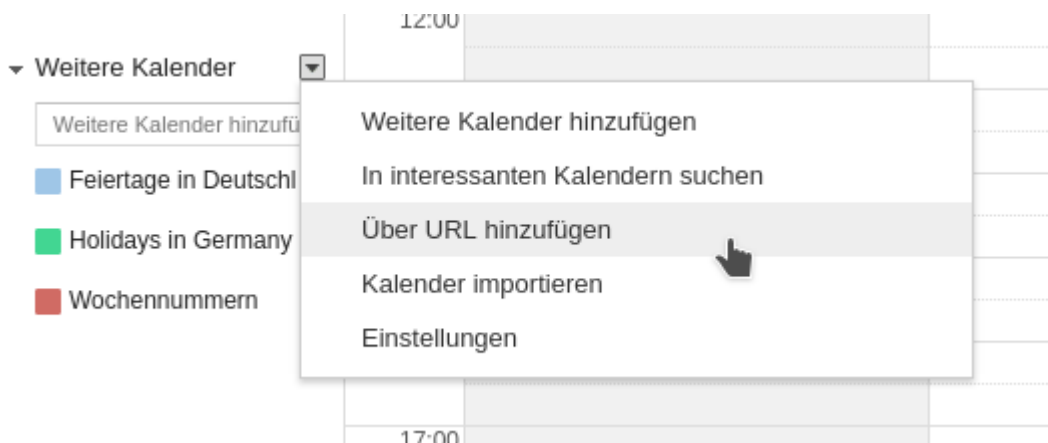 12:00
Weitere Kalender
Weitere Kalender hinzufü
Feiertage in Deutschl
Holidays in Germany
Wochennummern
Weitere Kalender hinzufügen
In interessanten Kalendern suchen
Über URL hinzufügen
Kalender importieren
Einstellungen
17:00